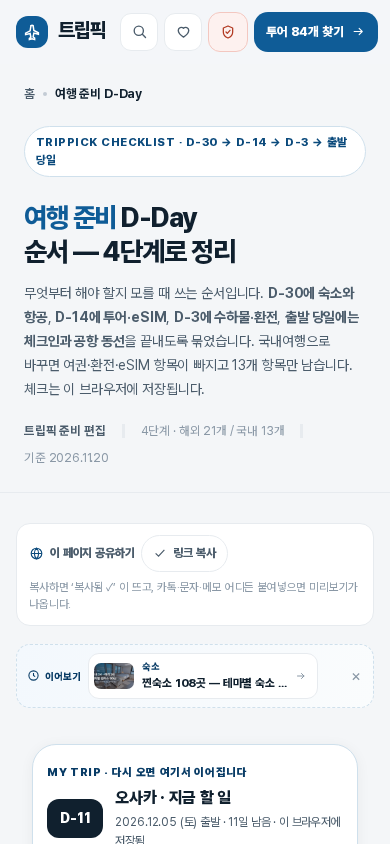 트립픽
투어 84개 찾기 →
홈 • 여행 준비 D-Day
TRIPPICK CHECKLIST · D-30 → D-14 → D-3 → 출발
당일
여행 준비 D-Day
순서 — 4단계로 정리
무엇부터 해야 할지 모를 때 쓰는 순서입니다. D-30에 숙소와
항공, D-14에 투어·eSIM, D-3에 수하물·환전, 출발 당일에는
체크인과 공항 동선을 끝내도록 묶었습니다. 국내여행으로
바꾸면 여권·환전·eSIM 항목이 빠지고 13개 항목만 남습니다.
체크는 이 브라우저에 저장됩니다.
트립픽 준비 편집 | 4단계 · 해외 21개 / 국내 13개 |
기준 2026.11.20
이 페이지 공유하기 ✓ 링크 복사
복사하면 '복사됨 ✓' 이 뜨고, 카톡·문자·메모 어디든 붙여넣으면 미리보기가
나옵니다.
이어보기
숙소
찐숙소 108곳 — 테마별 숙소 ... →
×
MY TRIP · 다시 오면 여기서 이어집니다
D-11
오사카 · 지금 할 일
2026.12.05 (토) 출발 · 11일 남음 · 이 브라우저에
저장됨